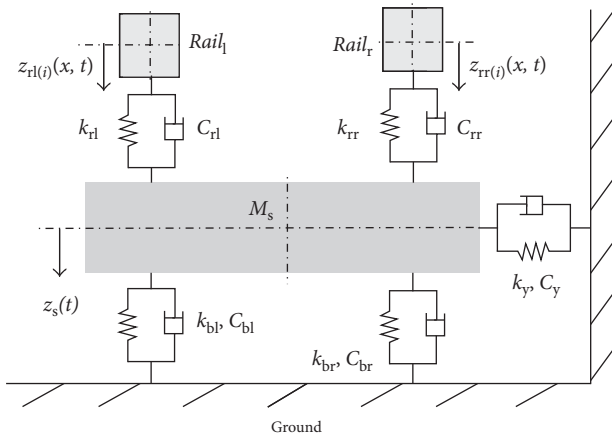 Rail_l
Rail_r
z_rl(i)(x, t)
z_rr(i)(x, t)
k_rl
C_rl
k_rr
C_rr
M_s
z_s(t)
k_y, C_y
k_bl, C_bl
k_br, C_br
Ground